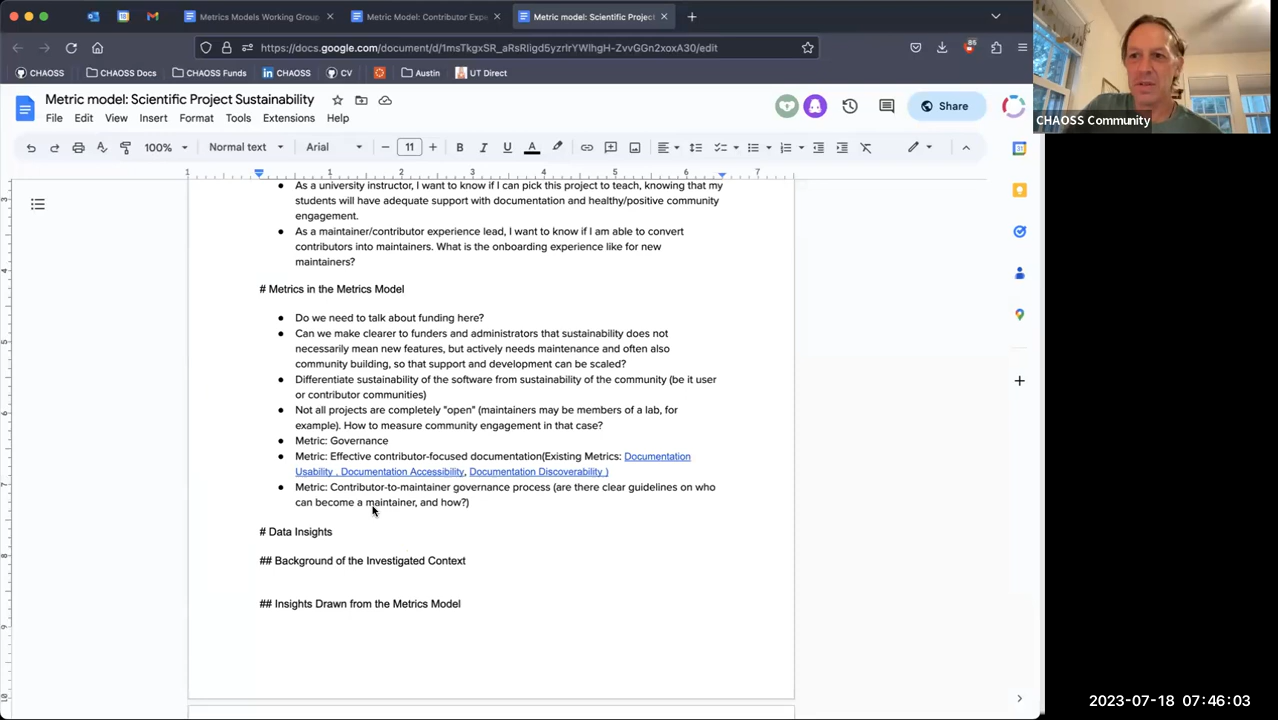 Metrics Models Working Group
Metric Model: Contributor Expe
Metric model: Scientific Project
https://docs.google.com/document/d/1msTkgxSR_aRsRIigd5yzrIrYWlhgH-ZvvGGn2xoxA30/edit
85
CHAOSS
CHAOSS Docs
CHAOSS Funds
CHAOSS
CV
Austin
UT Direct
Metric model: Scientific Project Sustainability
File Edit View Insert Format Tools Extensions Help
Share
CHAOSS Community
100% Normal text Arial 11
1 1 2 3 4 5 6 7
As a university instructor, I want to know if I can pick this project to teach, knowing that my
students will have adequate support with documentation and healthy/positive community
engagement.
As a maintainer/contributor experience lead, I want to know if I am able to convert
contributors into maintainers. What is the onboarding experience like for new
maintainers?
# Metrics in the Metrics Model
Do we need to talk about funding here?
Can we make clearer to funders and administrators that sustainability does not
necessarily mean new features, but actively needs maintenance and often also
community building, so that support and development can be scaled?
Differentiate sustainability of the software from sustainability of the community (be it user
or contributor communities)
Not all projects are completely "open" (maintainers may be members of a lab, for
example). How to measure community engagement in that case?
Metric: Governance
Metric: Effective contributor-focused documentation(Existing Metrics: Documentation
Usability , Documentation Accessibility, Documentation Discoverability )
Metric: Contributor-to-maintainer governance process (are there clear guidelines on who
can become a maintainer, and how?)
# Data Insights
## Background of the Investigated Context
## Insights Drawn from the Metrics Model
2023-07-18 07:46:03